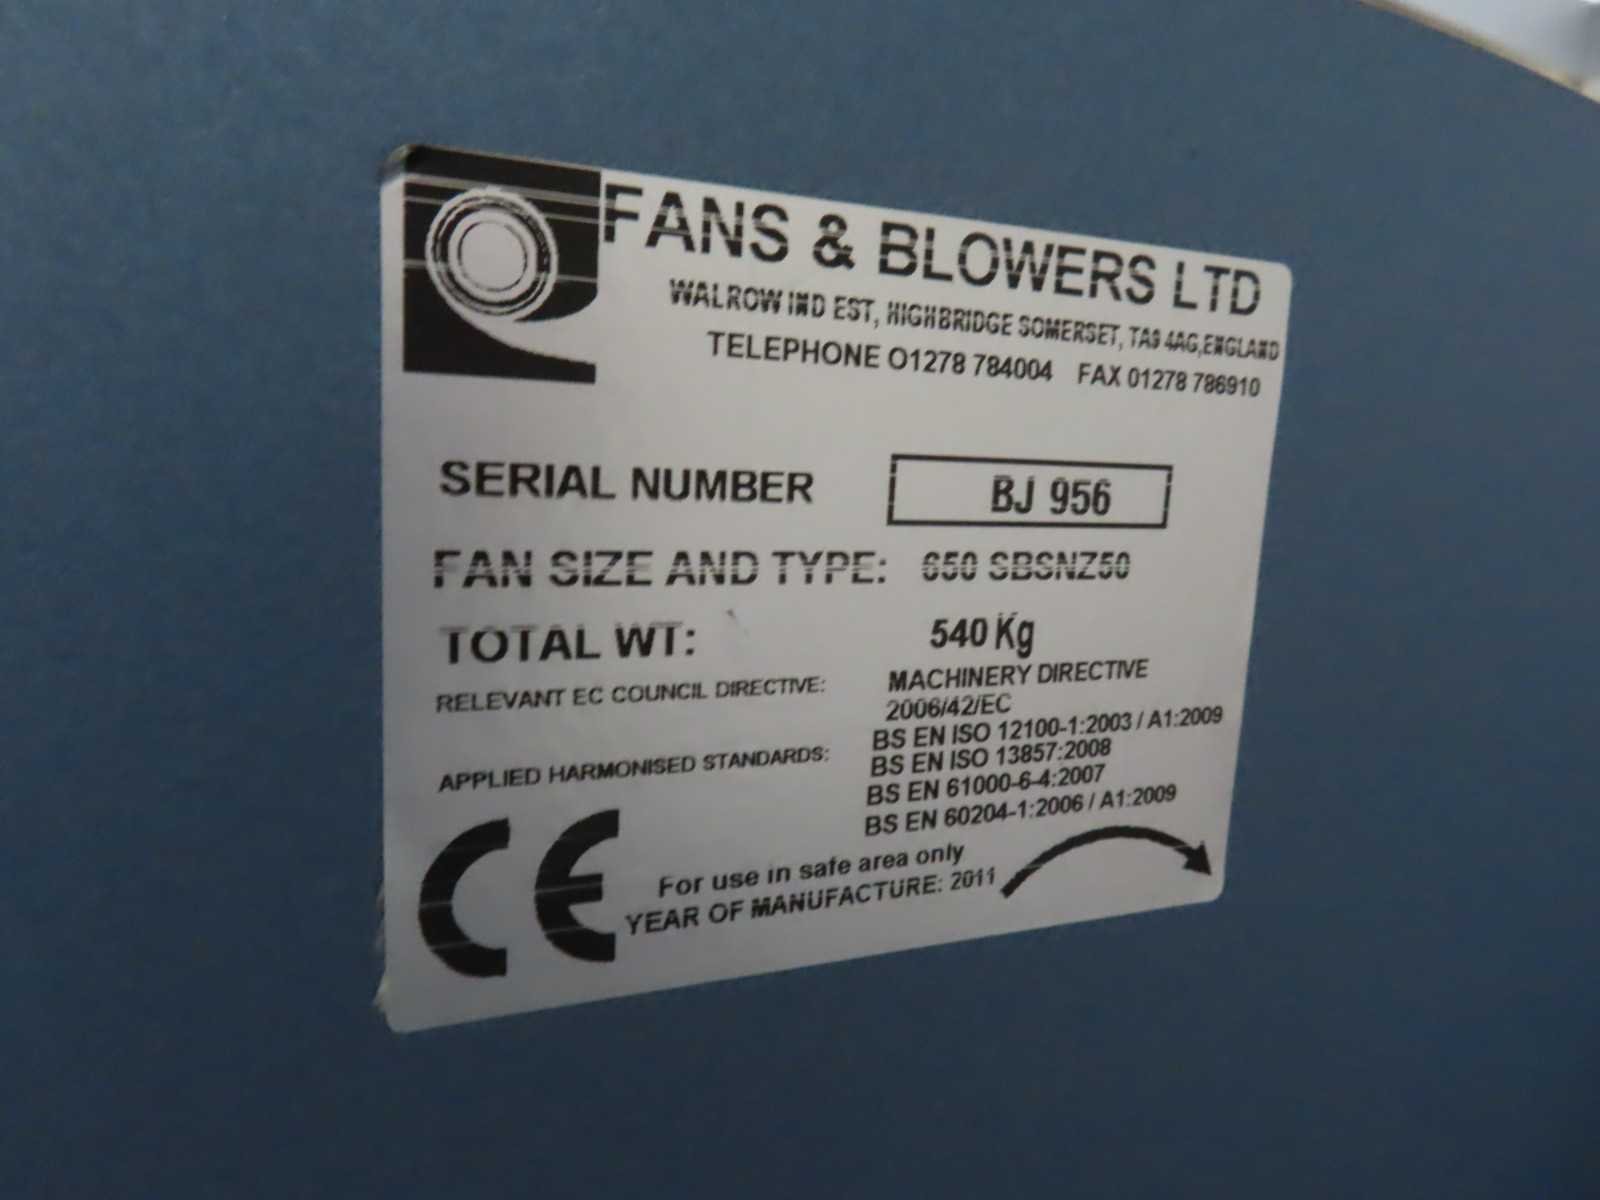 FANS & BLOWERS LTD
WALROW IND EST, HIGHBRIDGE SOMERSET, TA9 4AG, ENGLAND
TELEPHONE 01278 784004 FAX 01278 786910
SERIAL NUMBER BJ 956
FAN SIZE AND TYPE: 650 SBSNZ50
TOTAL WT: 540 Kg
RELEVANT EC COUNCIL DIRECTIVE: MACHINERY DIRECTIVE
2006/42/EC
BS EN ISO 12100-1:2003 / A1:2009
APPLIED HARMONISED STANDARDS: BS EN ISO 13857:2008
BS EN 61000-6-4:2007
BS EN 60204-1:2006 / A1:2009
CE
For use in safe area only
YEAR OF MANUFACTURE: 2011